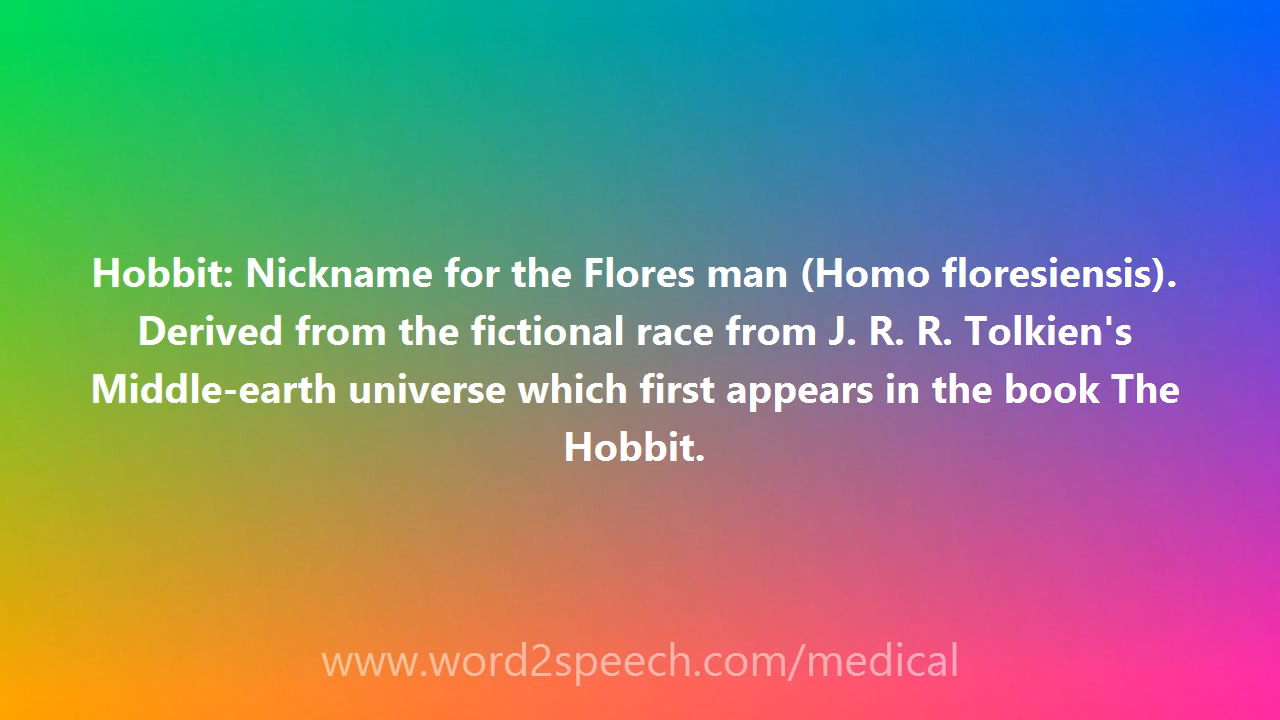 Hobbit: Nickname for the Flores man (Homo floresiensis).
Derived from the fictional race from J. R. R. Tolkien's
Middle-earth universe which first appears in the book The
Hobbit.
www.word2speech.com/medical